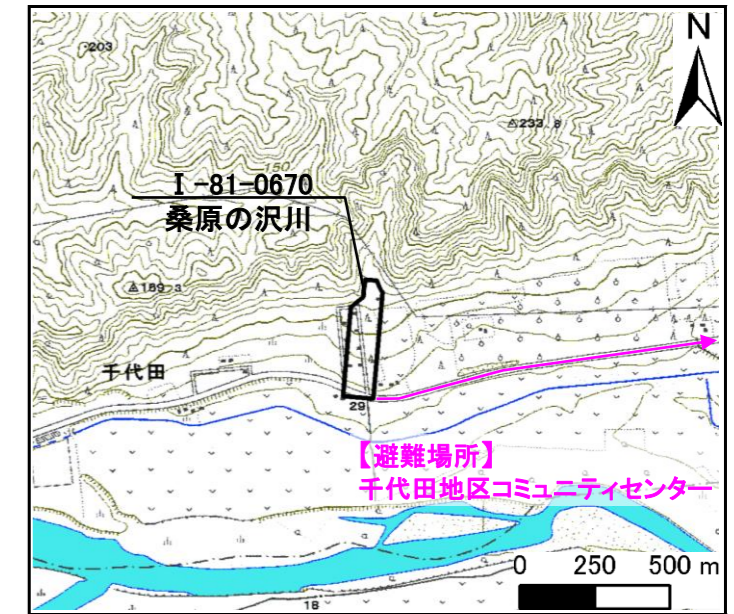 N
・203
△233.8
150
I-81-0670
桑原の沢川
△169.3
千代田
29
【避難場所】
千代田地区コミュニティセンター
0 250 500 m
18